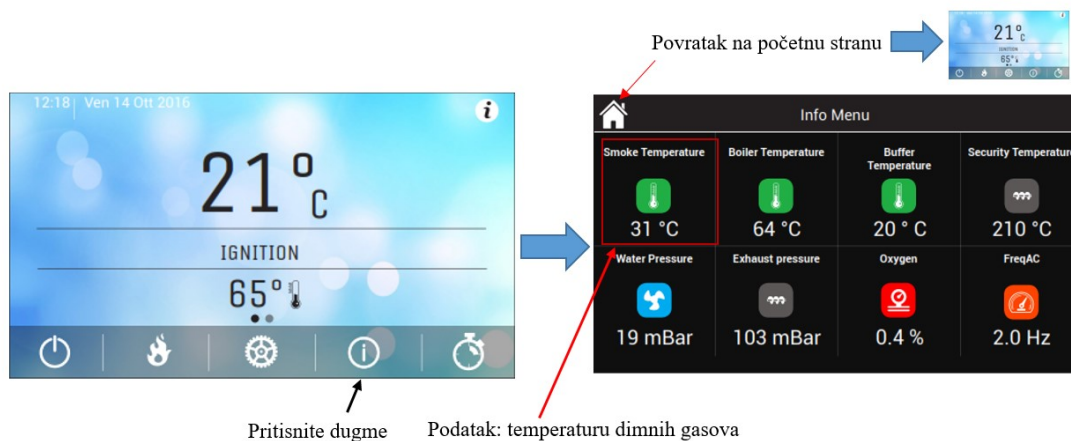 Povratak na početnu stranu
21°C
IGNITION
65°
12:18 Ven 14 Ott 2016
i
21°C
IGNITION
65°
Info Menu
Smoke Temperature
Boiler Temperature
Buffer
Temperature
Security Temperature
31 °C
64 °C
20 ° C
210 °C
Water Pressure
Exhaust pressure
Oxygen
FreqAC
19 mBar
103 mBar
0.4 %
2.0 Hz
Pritisnite dugme
Podatak: temperaturu dimnih gasova